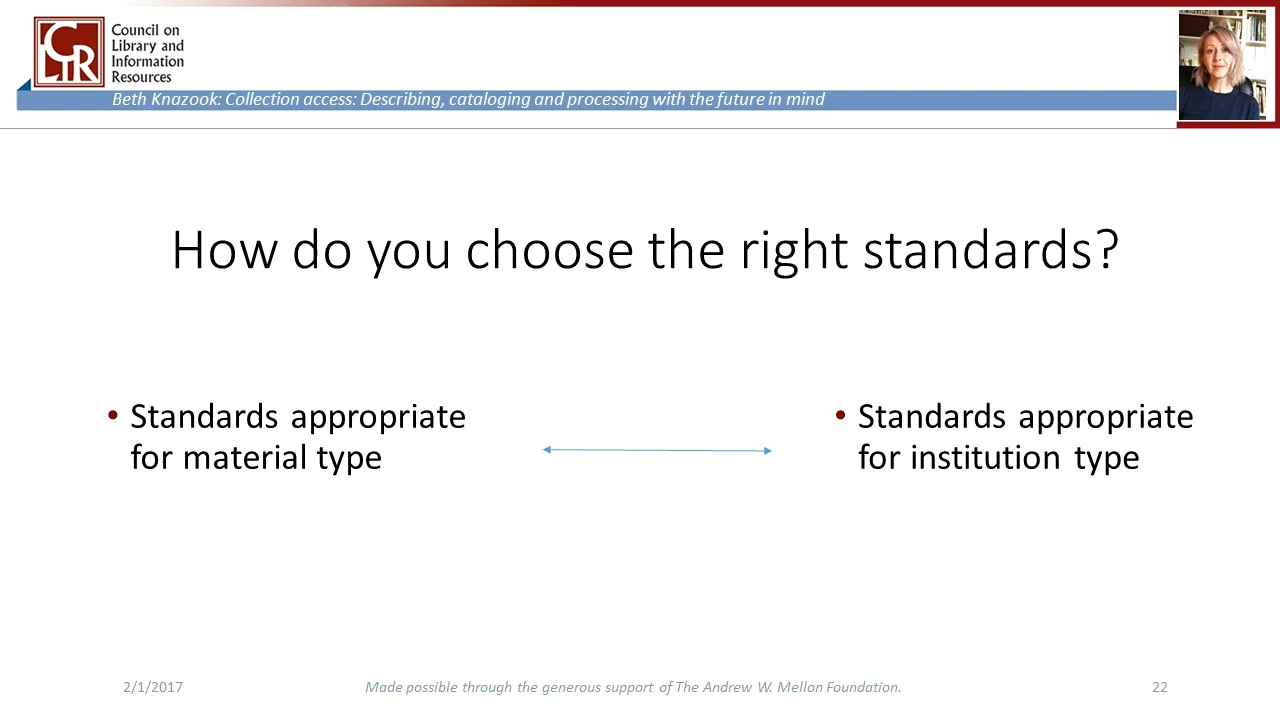 CLIR
Council on
Library and
Information
Resources
Beth Knazook: Collection access: Describing, cataloging and processing with the future in mind
How do you choose the right standards?
• Standards appropriate
for material type
• Standards appropriate
for institution type
2/1/2017
Made possible through the generous support of The Andrew W. Mellon Foundation.
22